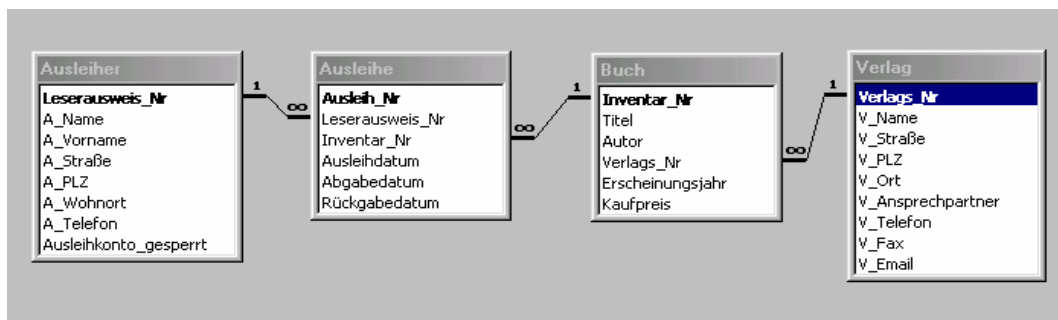 Ausleiher
Leserausweis_Nr
A_Name
A_Vorname
A_Straße
A_PLZ
A_Wohnort
A_Telefon
Ausleihkonto_gesperrt
1
∞
Ausleihe
Ausleih_Nr
Leserausweis_Nr
Inventar_Nr
Ausleihdatum
Abgabedatum
Rückgabedatum
∞
1
Buch
Inventar_Nr
Titel
Autor
Verlags_Nr
Erscheinungsjahr
Kaufpreis
∞
1
Verlag
Verlags_Nr
V_Name
V_Straße
V_PLZ
V_Ort
V_Ansprechpartner
V_Telefon
V_Fax
V_Email